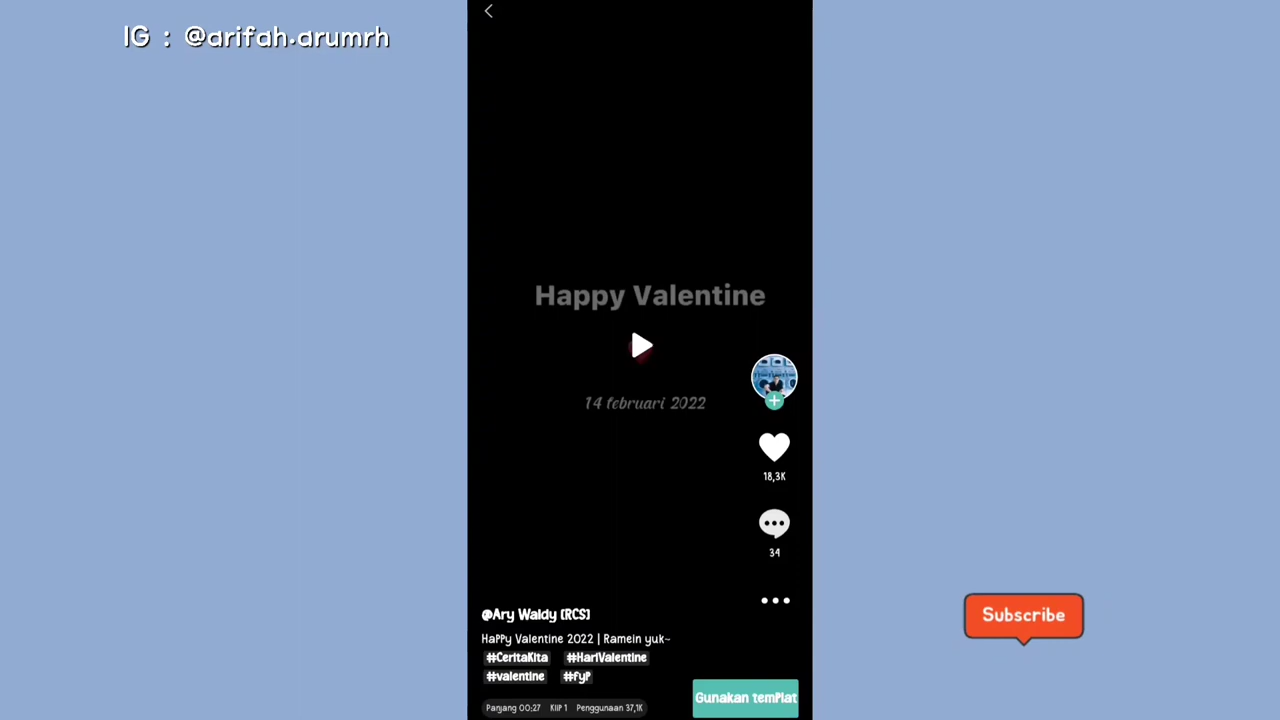 IG : @arifah.arumrh
Happy Valentine
14 februari 2022
18,3K
34
@Ary Waldy [RCS]
HaPPy Valentine 2022 | Ramein yuk~
#CeritaKita #HariValentine
#valentine #fyP
Panjang 00:27 Klip 1 Penggunaan 37,1K
Gunakan temPlat
Subscribe